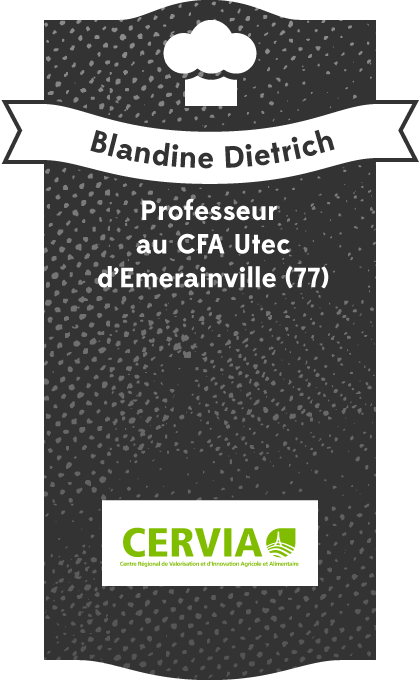 Blandine Dietrich
Professeur
au CFA Utec
d'Emerainville (77)
CERVIA
Centre Régional de Valorisation et d'Innovation Agricole et Alimentaire